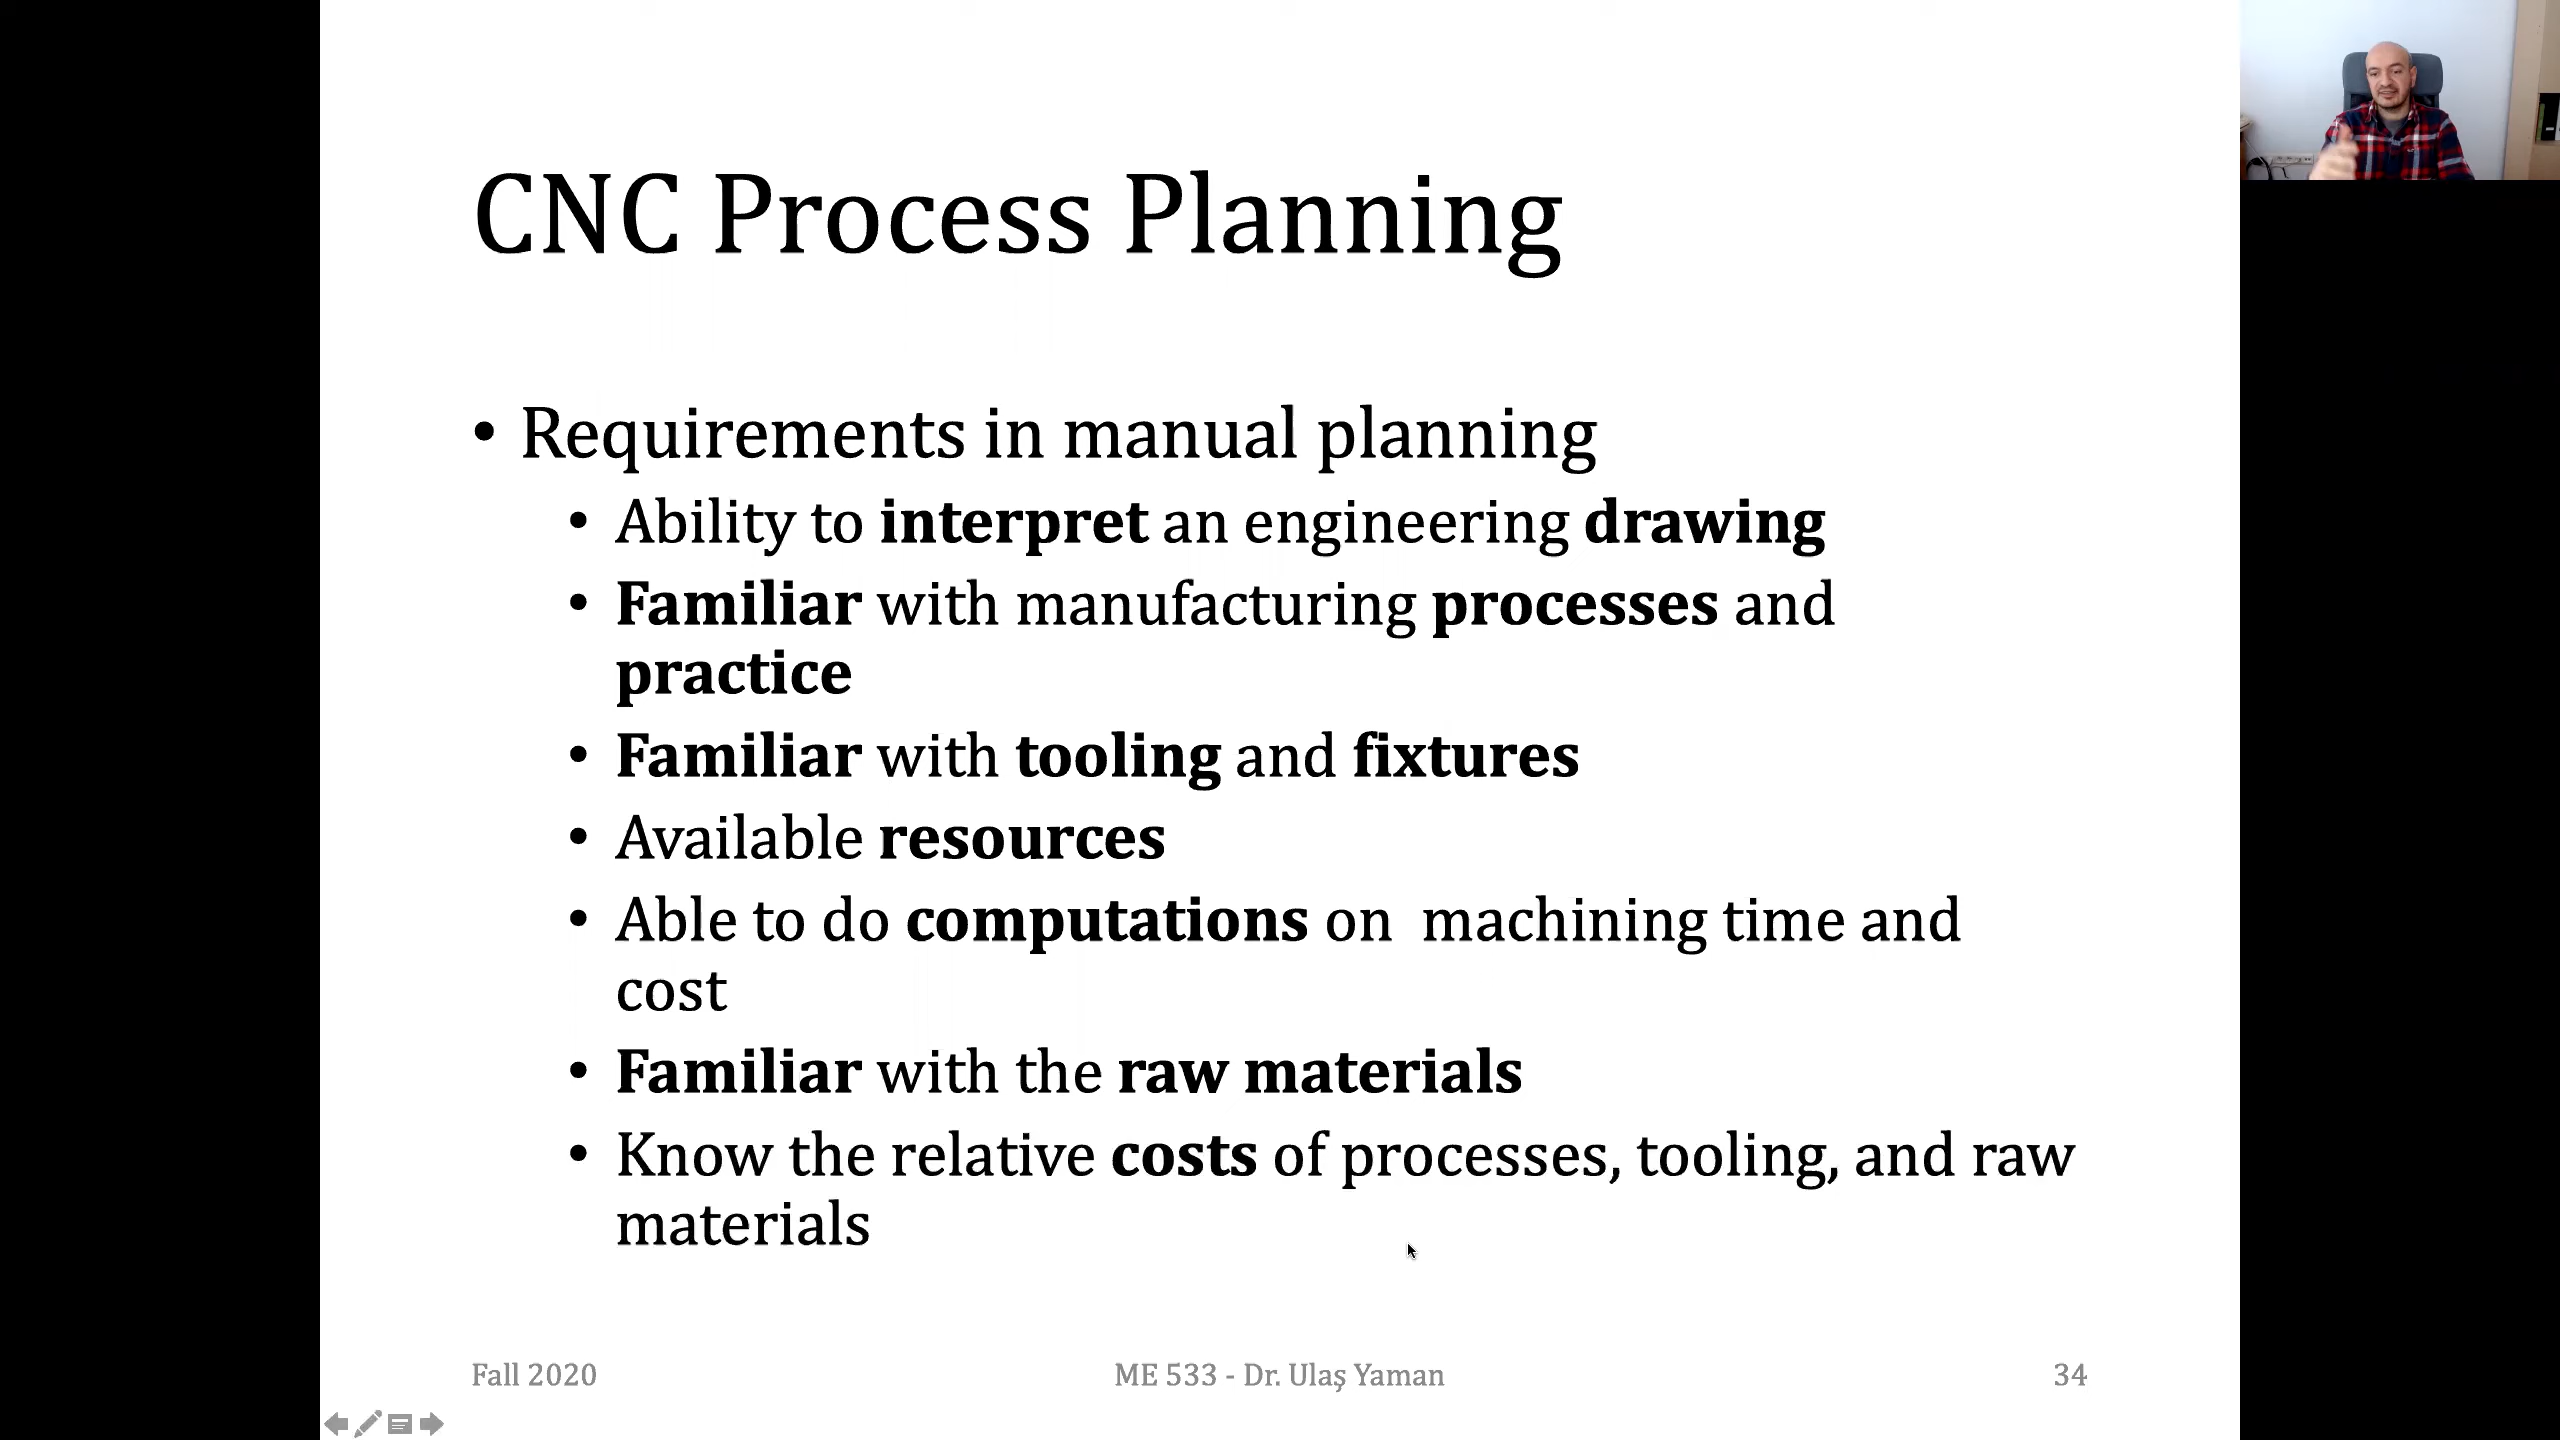 CNC Process Planning
• Requirements in manual planning
• Ability to interpret an engineering drawing
• Familiar with manufacturing processes and
practice
• Familiar with tooling and fixtures
• Available resources
• Able to do computations on  machining time and
cost
• Familiar with the raw materials
• Know the relative costs of processes, tooling, and raw
materials
Fall 2020
ME 533 - Dr. Ulaş Yaman
34